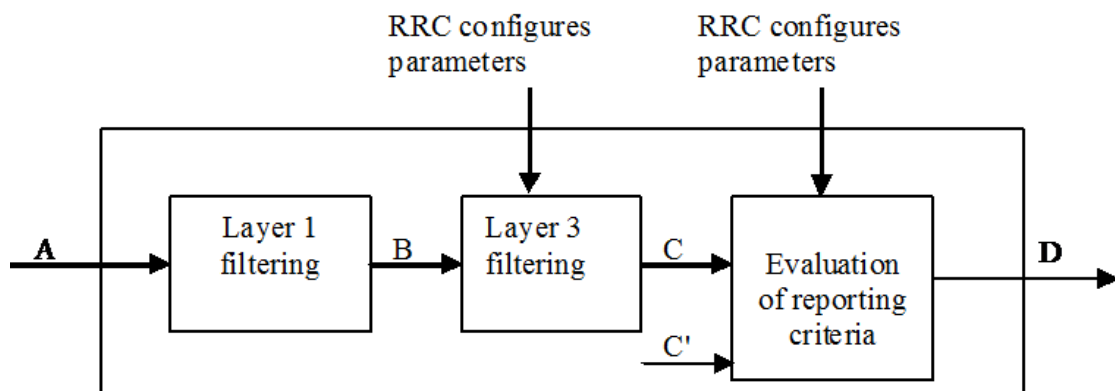 RRC configures
parameters
RRC configures
parameters
A
Layer 1
filtering
B
Layer 3
filtering
C
C'
Evaluation
of reporting
criteria
D